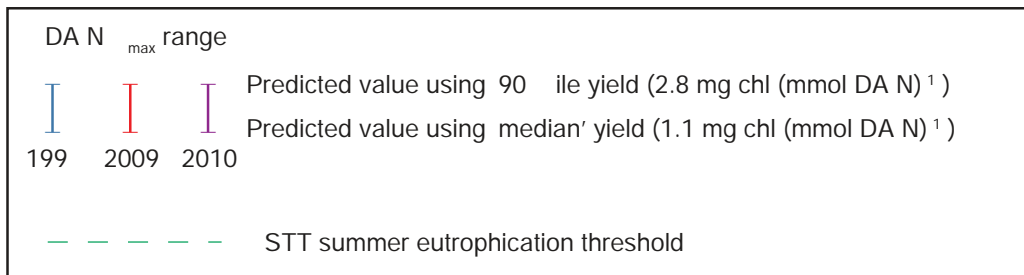 DA N max range
Predicted value using 90 ile yield (2.8 mg chl (mmol DA N) 1 )
Predicted value using median' yield (1.1 mg chl (mmol DA N) 1 )
199 2009 2010
STT summer eutrophication threshold